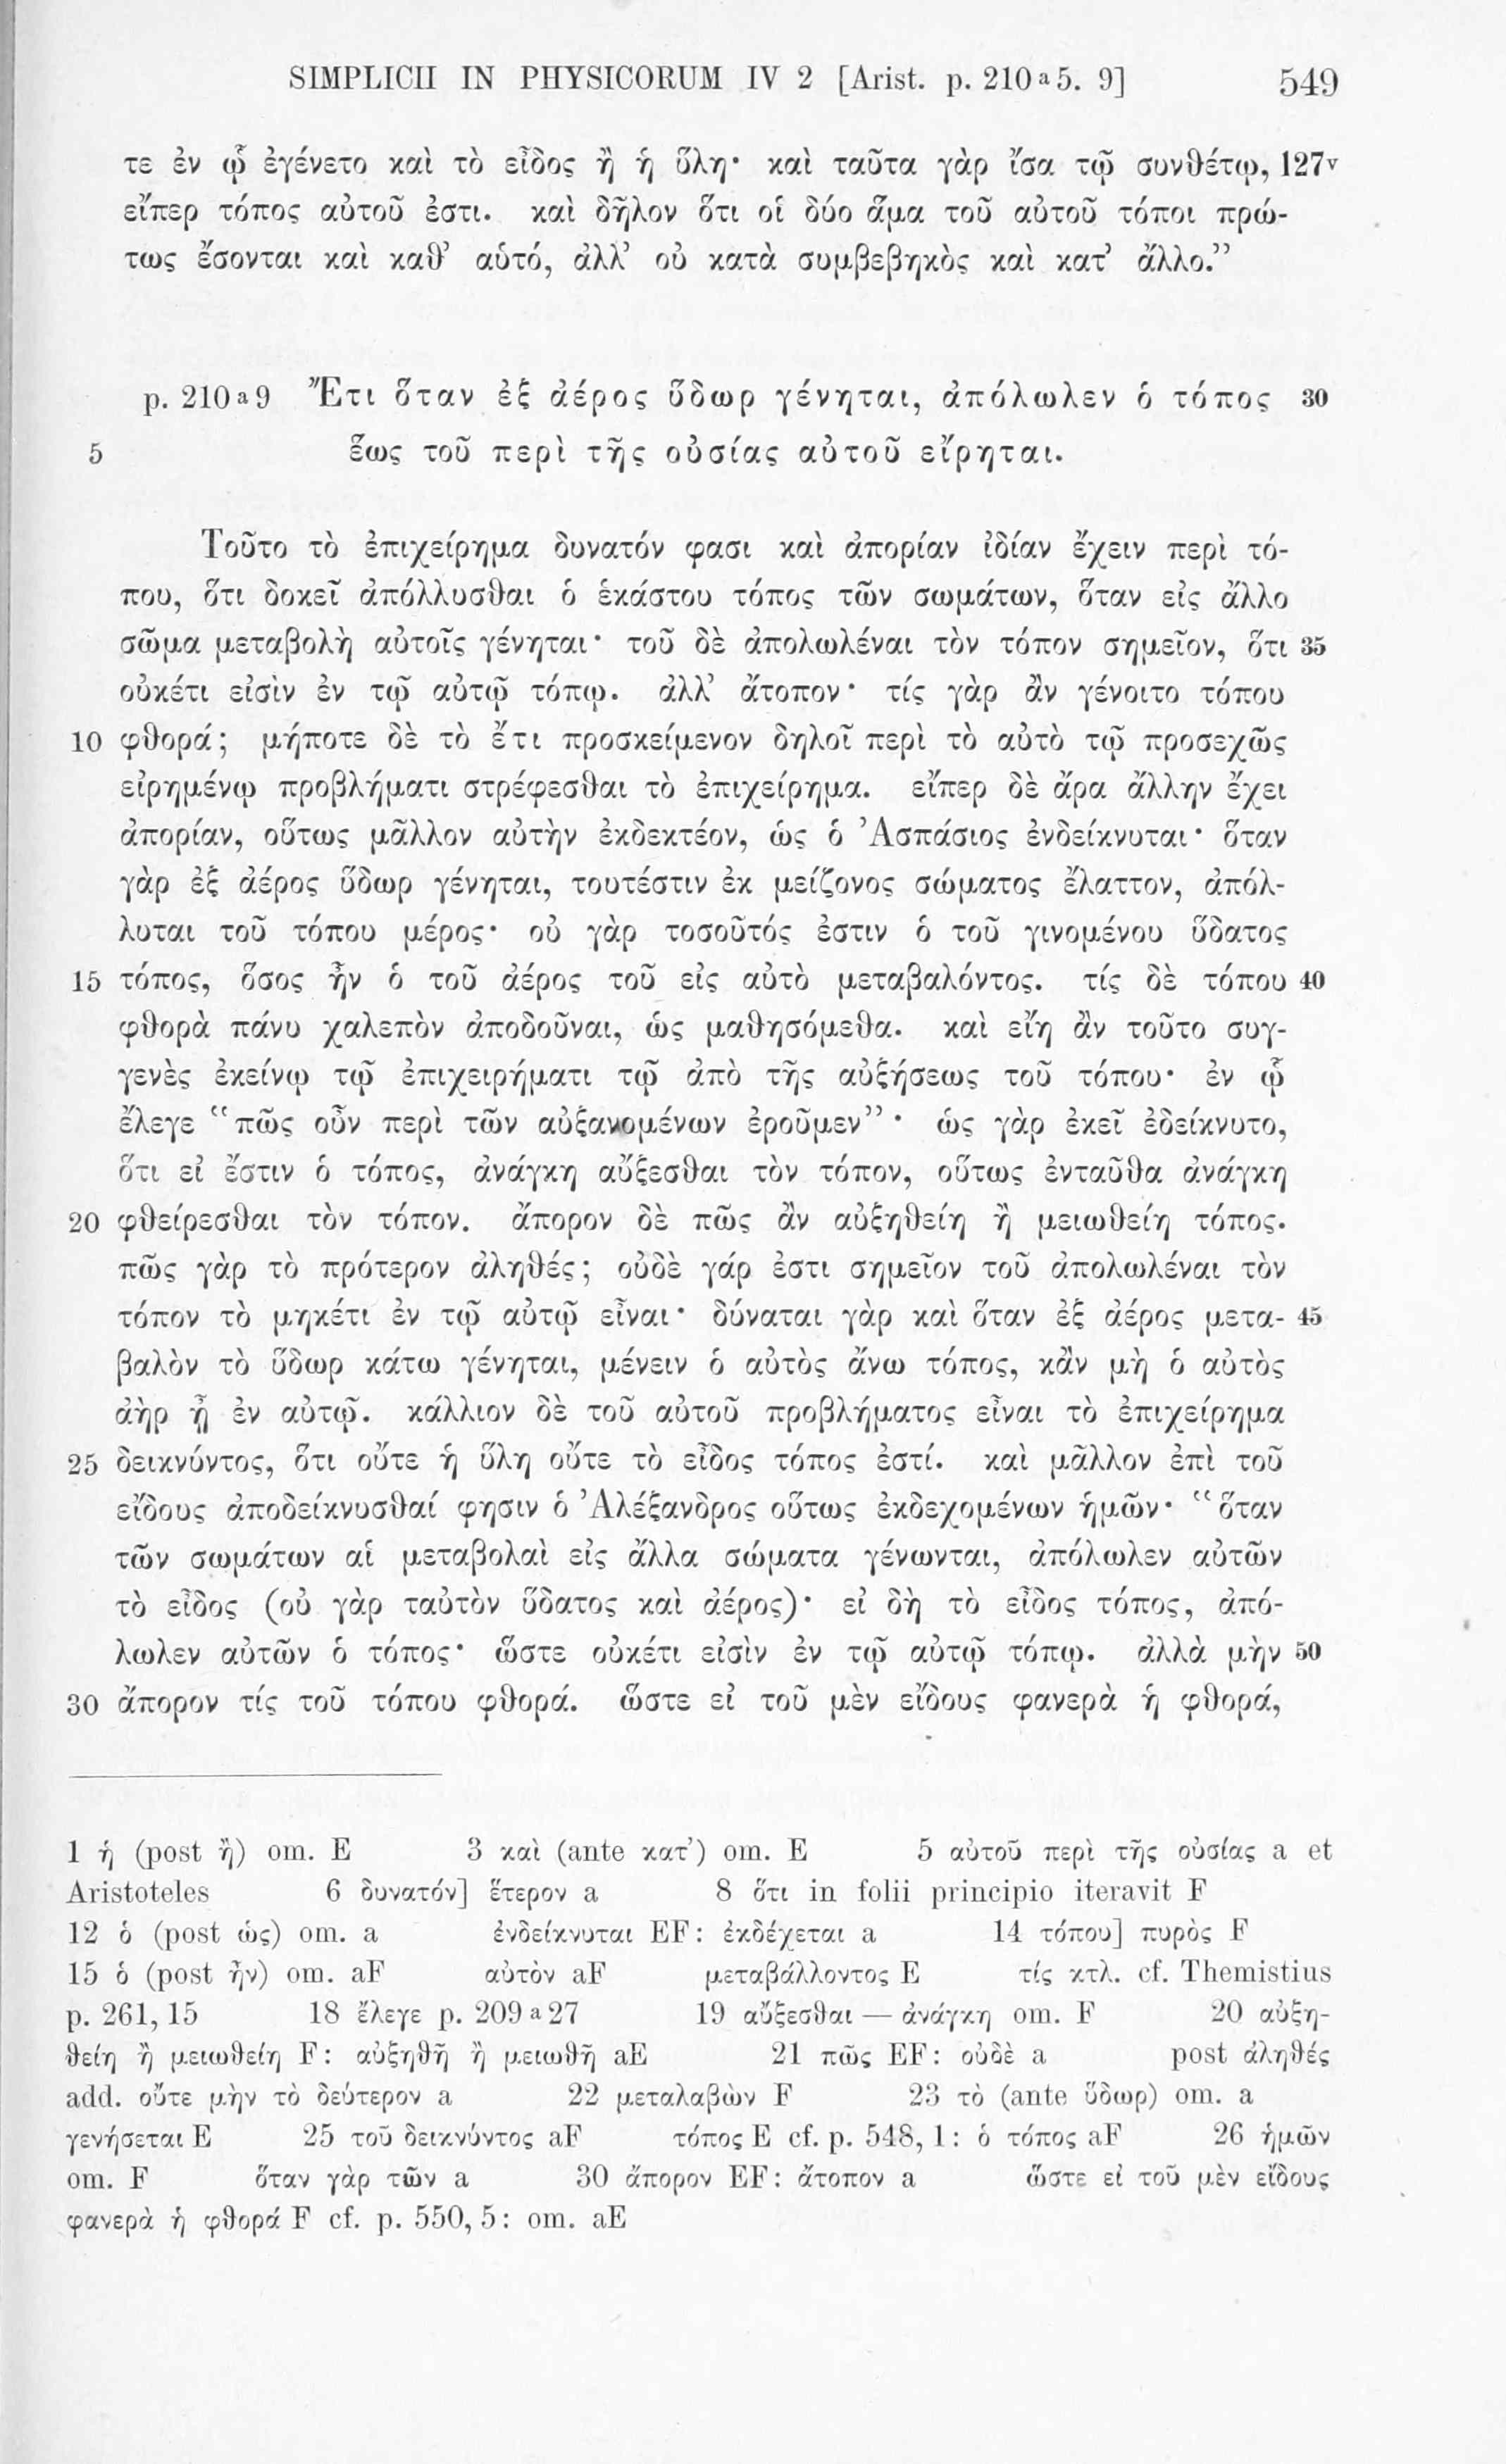 SIMPLICII IN PHYSICORUM IV 2 [Arist. p. 210 a 5. 9] 549
τε ἐν ᾧ ἐγένετο καὶ τὸ εἶδος ἢ ἡ ὕλη· καὶ ταῦτα γὰρ ἴσα τῷ συνθέτῳ, 127v
εἴπερ τόπος αὐτοῦ ἐστι. καὶ δῆλον ὅτι οἱ δύο ἅμα τοῦ αὐτοῦ τόποι πρώ-
τως ἔσονται καὶ καθ’ αὑτό, ἀλλ’ οὐ κατὰ συμβεβηκὸς καὶ κατ’ ἄλλο.”
p. 210 a 9 Ἔτι ὅταν ἐξ ἀέρος ὕδωρ γένηται, ἀπόλωλεν ὁ τόπος 30
5 ἕως τοῦ περὶ τῆς οὐσίας αὐτοῦ εἴρηται.
Τοῦτο τὸ ἐπιχείρημα δυνατόν φασι καὶ ἀπορίαν ἰδίαν ἔχειν περὶ τό-
που, ὅτι δοκεῖ ἀπόλλυσθαι ὁ ἑκάστου τόπος τῶν σωμάτων, ὅταν εἰς ἄλλο
σῶμα μεταβολὴ αὐτοῖς γένηται· τοῦ δὲ ἀπολωλέναι τὸν τόπον σημεῖον, ὅτι 35
οὐκέτι εἰσὶν ἐν τῷ αὐτῷ τόπῳ. ἀλλ’ ἄτοπον· τίς γὰρ ἂν γένοιτο τόπου
10 φθορά; μήποτε δὲ τὸ ἔτι προσκείμενον δηλοῖ περὶ τὸ αὐτὸ τῷ προσεχῶς
εἰρημένῳ προβλήματι στρέφεσθαι τὸ ἐπιχείρημα. εἴπερ δὲ ἄρα ἄλλην ἔχει
ἀπορίαν, οὕτως μᾶλλον αὐτὴν ἐκδεκτέον, ὡς ὁ Ἀσπάσιος ἐνδείκνυται· ὅταν
γὰρ ἐξ ἀέρος ὕδωρ γένηται, τουτέστιν ἐκ μείζονος σώματος ἔλαττον, ἀπόλ-
λυται τοῦ τόπου μέρος· οὐ γὰρ τοσοῦτός ἐστιν ὁ τοῦ γινομένου ὕδατος
15 τόπος, ὅσος ἦν ὁ τοῦ ἀέρος τοῦ εἰς αὐτὸ μεταβαλόντος. τίς δὲ τόπου 40
φθορὰ πάνυ χαλεπὸν ἀποδοῦναι, ὡς μαθησόμεθα. καὶ εἴη ἂν τοῦτο συγ-
γενὲς ἐκείνῳ τῷ ἐπιχειρήματι τῷ ἀπὸ τῆς αὐξήσεως τοῦ τόπου· ἐν ᾧ
ἔλεγε “πῶς οὖν περὶ τῶν αὐξανομένων ἐροῦμεν”· ὡς γὰρ ἐκεῖ ἐδείκνυτο,
ὅτι εἰ ἔστιν ὁ τόπος, ἀνάγκη αὔξεσθαι τὸν τόπον, οὕτως ἐνταῦθα ἀνάγκη
20 φθείρεσθαι τὸν τόπον. ἄπορον δὲ πῶς ἂν αὐξηθείη ἢ μειωθείη τόπος.
πῶς γὰρ τὸ πρότερον ἀληθές; οὐδὲ γάρ ἐστι σημεῖον τοῦ ἀπολωλέναι τὸν
τόπον τὸ μηκέτι ἐν τῷ αὐτῷ εἶναι· δύναται γὰρ καὶ ὅταν ἐξ ἀέρος μετα- 45
βαλὸν τὸ ὕδωρ κάτω γένηται, μένειν ὁ αὐτὸς ἄνω τόπος, κἂν μὴ ὁ αὐτὸς
ἀὴρ ᾖ ἐν αὐτῷ. κάλλιον δὲ τοῦ αὐτοῦ προβλήματος εἶναι τὸ ἐπιχείρημα
25 δεικνύντος, ὅτι οὔτε ἡ ὕλη οὔτε τὸ εἶδος τόπος ἐστί. καὶ μᾶλλον ἐπὶ τοῦ
εἴδους ἀποδείκνυσθαί φησιν ὁ Ἀλέξανδρος οὕτως ἐκδεχομένων ἡμῶν· “ὅταν
τῶν σωμάτων αἱ μεταβολαὶ εἰς ἄλλα σώματα γένωνται, ἀπόλωλεν αὐτῶν
τὸ εἶδος (οὐ γὰρ ταὐτὸν ὕδατος καὶ ἀέρος)· εἰ δὴ τὸ εἶδος τόπος, ἀπό-
λωλεν αὐτῶν ὁ τόπος· ὥστε οὐκέτι εἰσὶν ἐν τῷ αὐτῷ τόπῳ. ἀλλὰ μὴν 50
30 ἄπορον τίς τοῦ τόπου φθορά. ὥστε εἰ τοῦ μὲν εἴδους φανερὰ ἡ φθορά,
1 ἡ (post ἢ) om. E 3 καὶ (ante κατ’) om. E 5 αὐτοῦ περὶ τῆς οὐσίας a et
Aristoteles 6 δυνατόν] ἕτερον a 8 ὅτι in folii principio iteravit F
12 ὁ (post ὡς) om. a ἐνδείκνυται EF: ἐκδέχεται a 14 τόπου] πυρὸς F
15 ὁ (post ἦν) om. aF αὐτὸν aF μεταβάλλοντος E τίς κτλ. cf. Themistius
p. 261, 15 18 ἔλεγε p. 209 a 27 19 αὔξεσθαι — ἀνάγκη om. F 20 αὐξη-
θείη ἢ μειωθείη F: αὐξηθῇ ἢ μειωθῇ aE 21 πῶς EF: οὐδὲ a post ἀληθές
add. οὔτε μὴν τὸ δεύτερον a 22 μεταλαβὼν F 23 τὸ (ante ὕδωρ) om. a
γενήσεται E 25 τοῦ δεικνύντος aF τόπος E cf. p. 548, 1: ὁ τόπος aF 26 ἡμῶν
om. F ὅταν γὰρ τῶν a 30 ἄπορον EF: ἄτοπον a ὥστε εἰ τοῦ μὲν εἴδους
φανερὰ ἡ φθορά F cf. p. 550, 5: om. aE